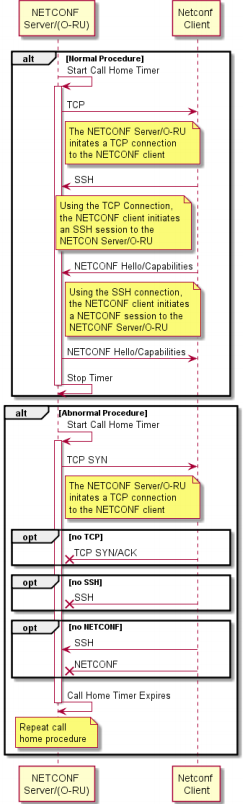 NETCONF
Server/(O-RU)
Netconf
Client
alt
[Normal Procedure]
Start Call Home Timer
TCP
The NETCONF Server/O-RU
initates a TCP connection
to the NETCONF client
SSH
Using the TCP Connection,
the NETCONF client initiates
an SSH session to the
NETCON Server/O-RU
NETCONF Hello/Capabilities
Using the SSH connection,
the NETCONF client initiates
a NETCONF session to the
NETCONF Server/O-RU
NETCONF Hello/Capabilities
Stop Timer
alt
[Abnormal Procedure]
Start Call Home Timer
TCP SYN
The NETCONF Server/O-RU
initates a TCP connection
to the NETCONF client
opt
[no TCP]
TCP SYN/ACK
opt
[no SSH]
SSH
opt
[no NETCONF]
SSH
NETCONF
Call Home Timer Expires
Repeat call
home procedure
NETCONF
Server/(O-RU)
Netconf
Client